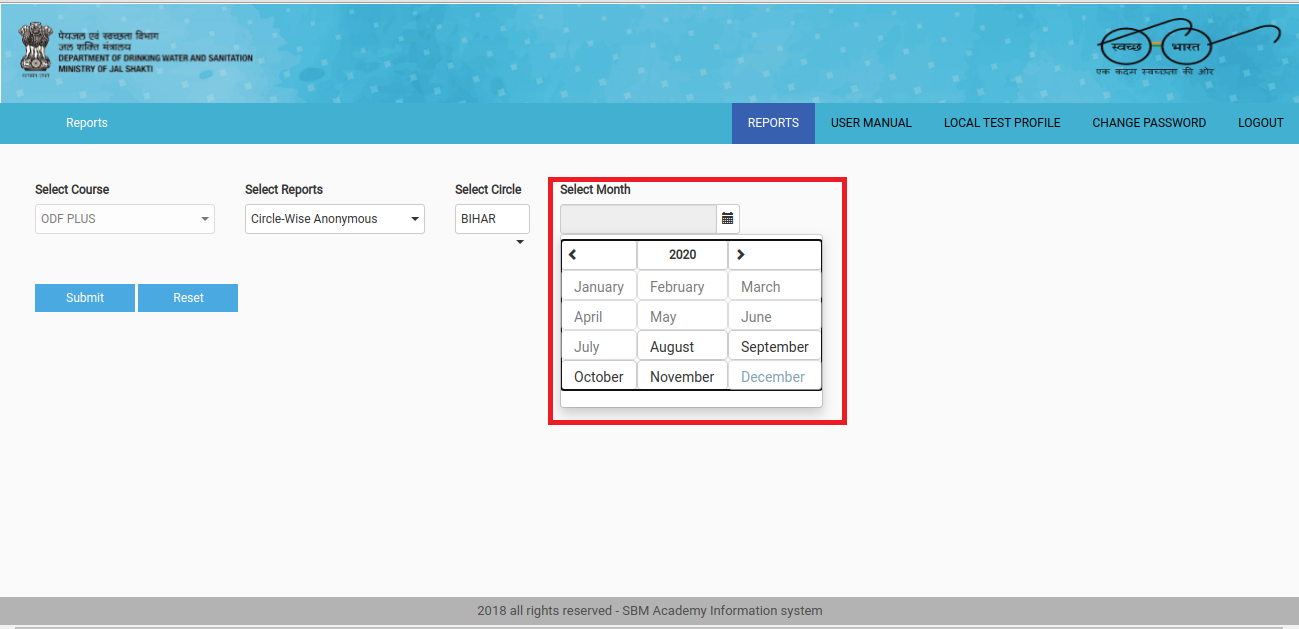 पेयजल एवं स्वच्छता विभाग
जल शक्ति मंत्रालय
DEPARTMENT OF DRINKING WATER AND SANITATION
MINISTRY OF JAL SHAKTI
स्वच्छ भारत
एक कदम स्वच्छता की ओर
Reports REPORTS USER MANUAL LOCAL TEST PROFILE CHANGE PASSWORD LOGOUT
Select Course Select Reports Select Circle Select Month
ODF PLUS Circle-Wise Anonymous BIHAR
2020
January February March
April May June
July August September
October November December
Submit Reset
2018 all rights reserved - SBM Academy Information system